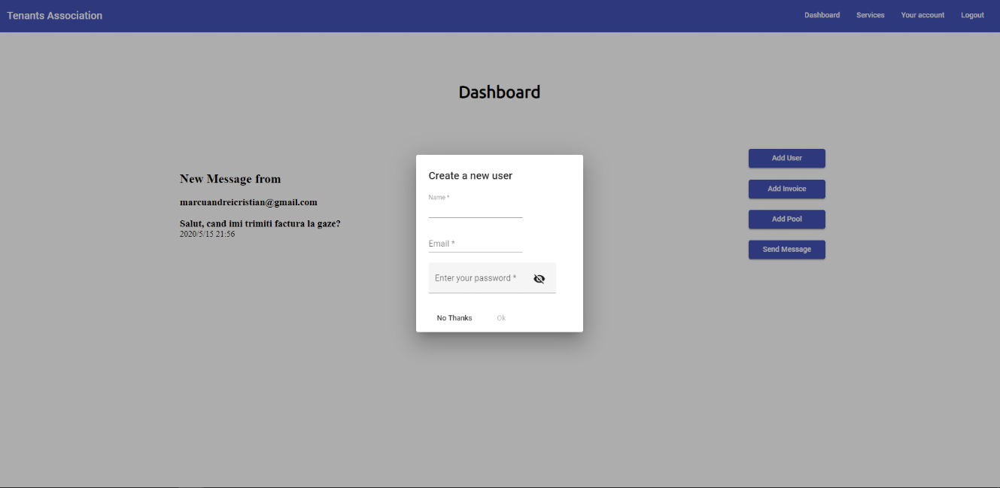 Tenants Association
Dashboard
Services
Your account
Logout
Dashboard
New Message from
marcuandreicristian@gmail.com
Salut, cand imi trimiti factura la gaze?
2020/5/15 21:56
Create a new user
Name *
Email *
Enter your password *
No Thanks
Ok
Add User
Add Invoice
Add Pool
Send Message